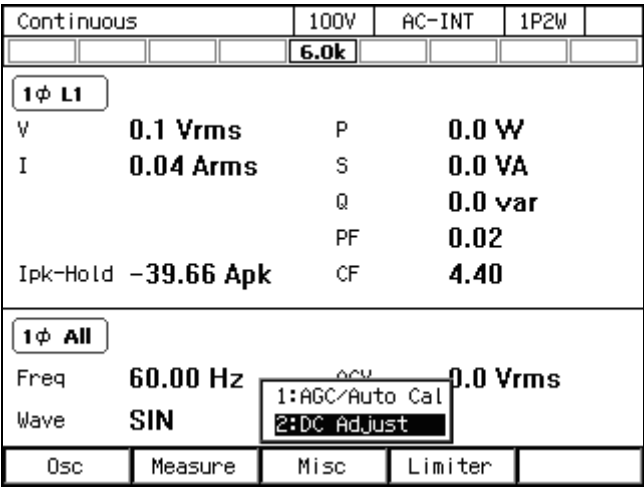 Continuous 100V AC-INT 1P2W
6.0k
1φ L1
V 0.1 Vrms P 0.0 W
I 0.04 Arms S 0.0 VA
Q 0.0 var
PF 0.02
Ipk-Hold -39.66 Apk CF 4.40
1φ All
Freq 60.00 Hz ACV 0.0 Vrms
1:AGC/Auto Cal
Wave SIN 2:DC Adjust
Osc Measure Misc Limiter